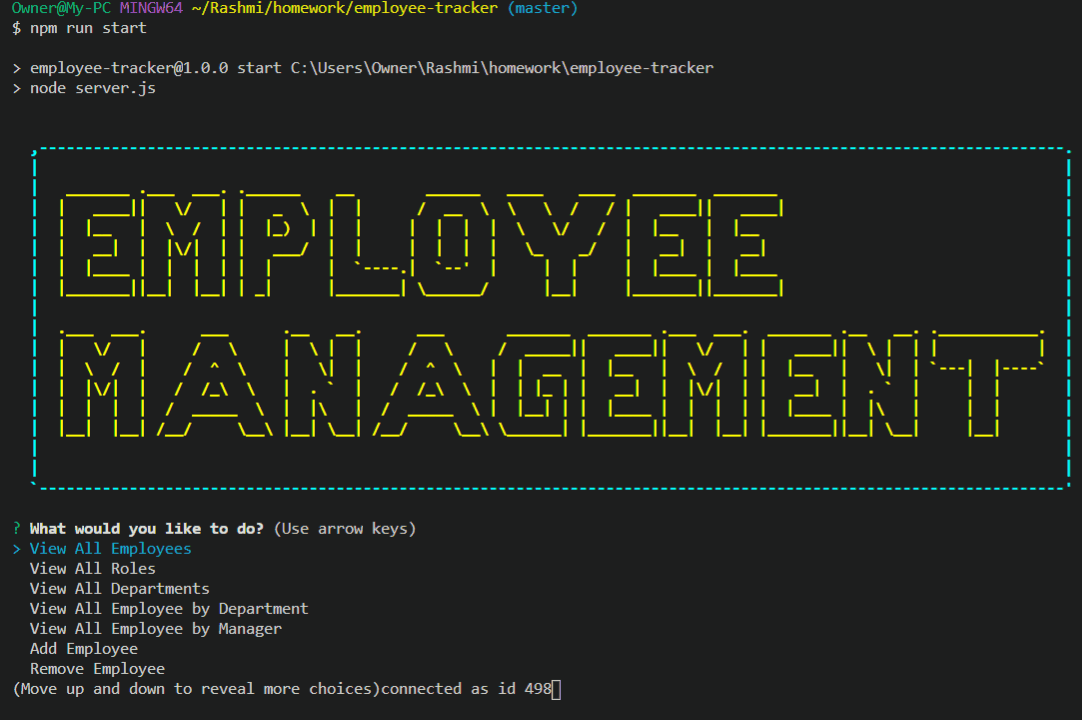 Owner@My-PC MINGW64 ~/Rashmi/homework/employee-tracker (master)
$ npm run start
> employee-tracker@1.0.0 start C:\Users\Owner\Rashmi\homework\employee-tracker
> node server.js
EMPLOYEE
MANAGEMENT
? What would you like to do? (Use arrow keys)
> View All Employees
View All Roles
View All Departments
View All Employee by Department
View All Employee by Manager
Add Employee
Remove Employee
(Move up and down to reveal more choices)connected as id 498